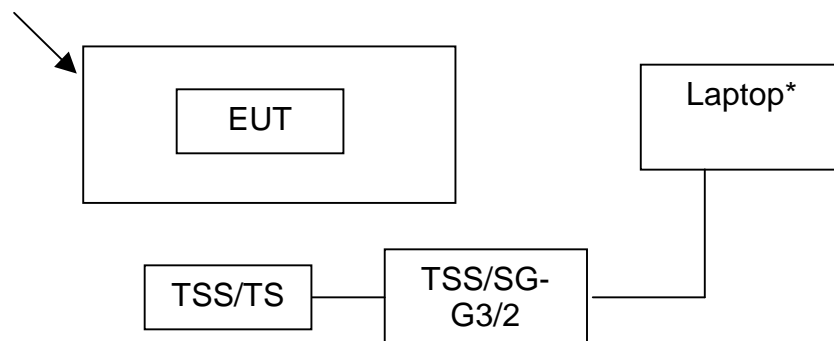 EUT
Laptop*
TSS/TS
TSS/SG-
G3/2